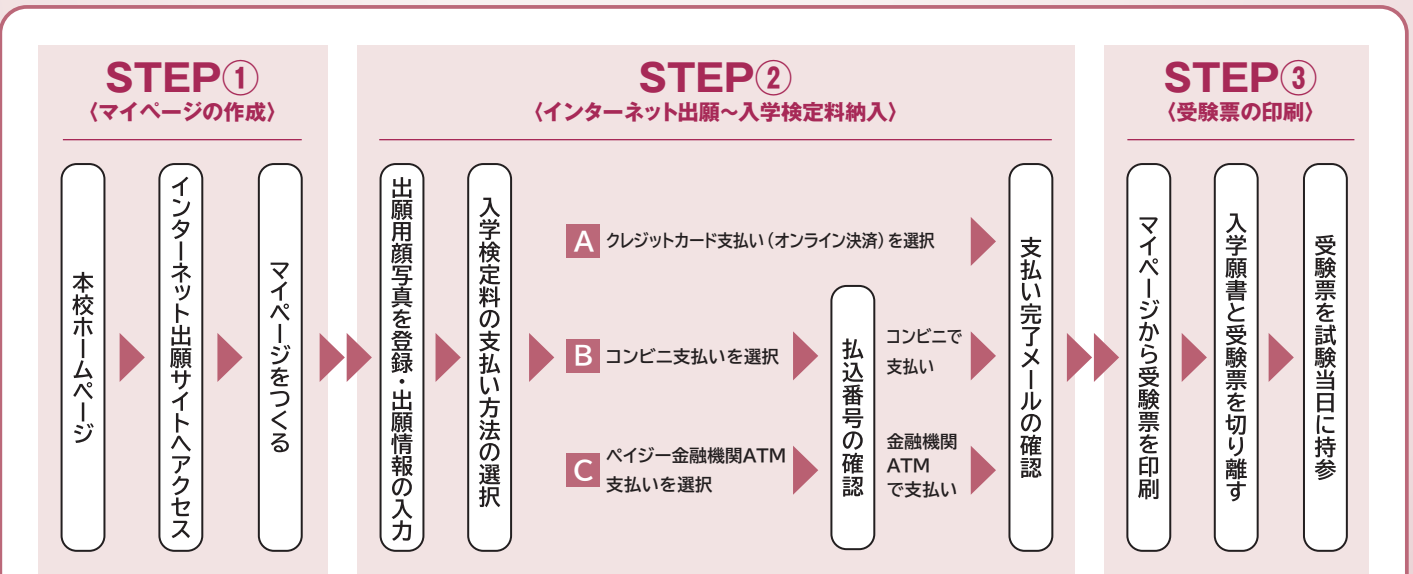 STEP①
〈マイページの作成〉
本校ホームページ
インターネット出願サイトへアクセス
マイページをつくる
STEP②
〈インターネット出願～入学検定料納入〉
出願用顔写真を登録・出願情報の入力
入学検定料の支払い方法の選択
A クレジットカード支払い（オンライン決済）を選択
B コンビニ支払いを選択
C ペイジー金融機関ATM
支払いを選択
払込番号の確認
コンビニで
支払い
金融機関
ATM
で支払い
支払い完了メールの確認
STEP③
〈受験票の印刷〉
マイページから受験票を印刷
入学願書と受験票を切り離す
受験票を試験当日に持参